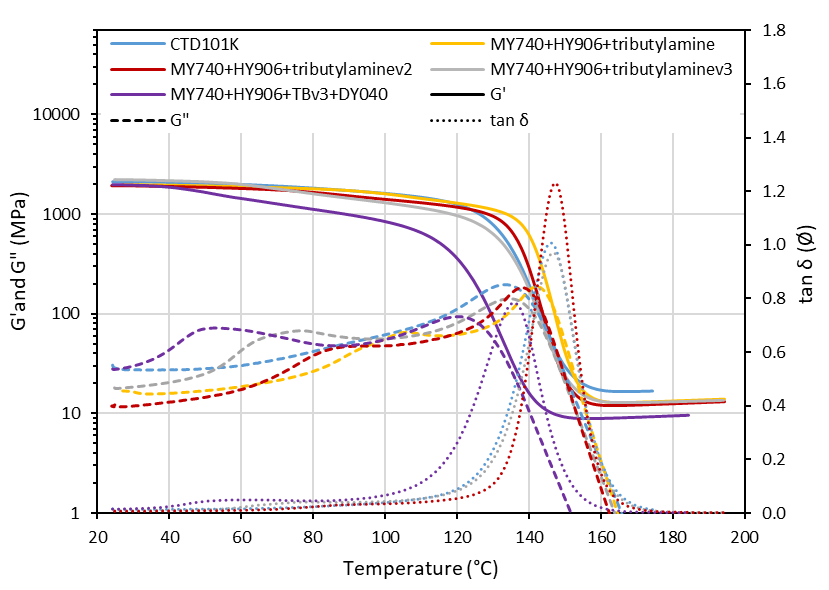 CTD101K
MY740+HY906+tributylamine
MY740+HY906+tributylaminev2
MY740+HY906+tributylaminev3
MY740+HY906+TBv3+DY040
G'
G"
tan δ
10000
1000
100
10
1
G'and G" (MPa)
1.8
1.6
1.4
1.2
1.0
0.8
0.6
0.4
0.2
0.0
tan δ (Ø)
20 40 60 80 100 120 140 160 180 200
Temperature (°C)